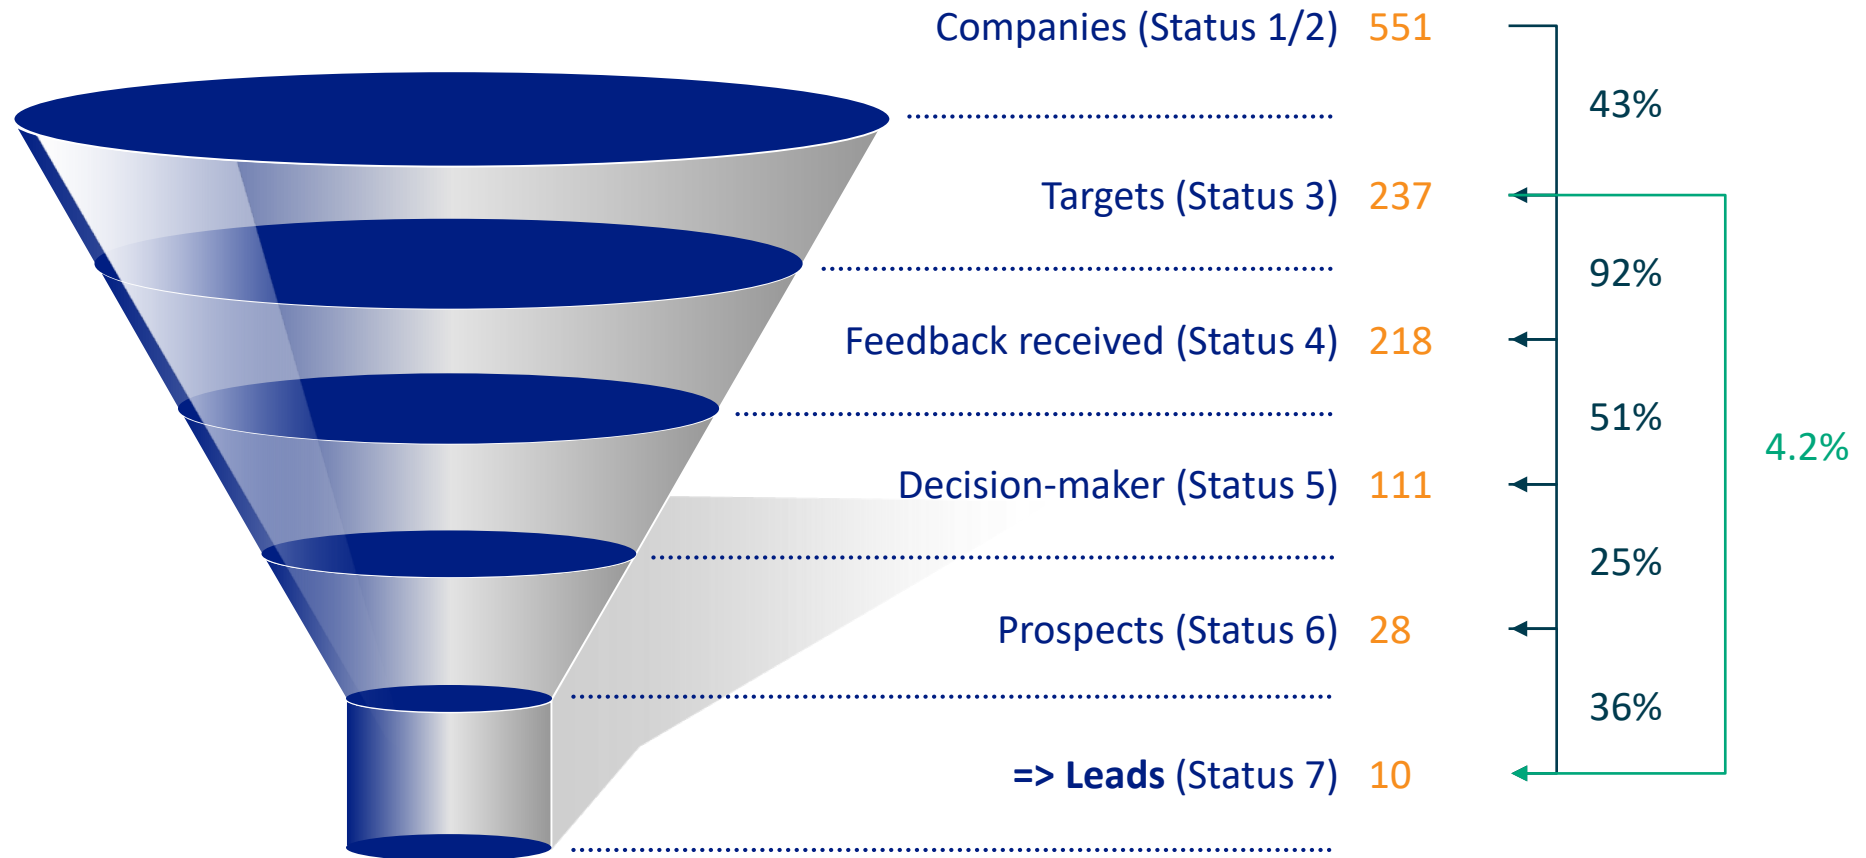 Companies (Status 1/2) 551
43%
Targets (Status 3) 237
92%
Feedback received (Status 4) 218
51%
4.2%
Decision-maker (Status 5) 111
25%
Prospects (Status 6) 28
36%
=> Leads (Status 7) 10